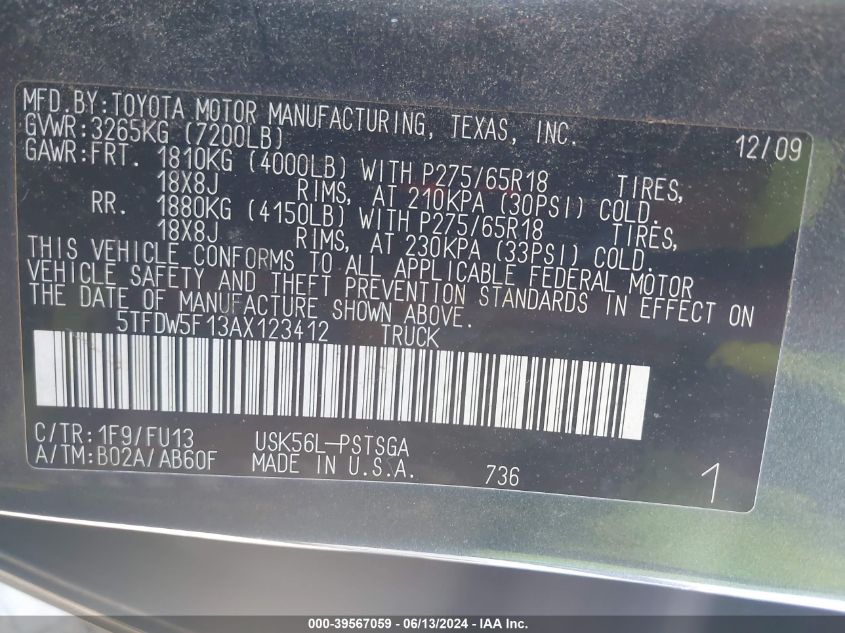 MFD.BY:TOYOTA MOTOR MANUFACTURING, TEXAS, INC. 12/09
GVWR:3265KG (7200LB)
GAWR:FRT. 1810KG (4000LB) WITH P275/65R18 TIRES,
18X8J RIMS, AT 210KPA (30PSI) COLD.
RR. 1880KG (4150LB) WITH P275/65R18 TIRES,
18X8J RIMS, AT 230KPA (33PSI) COLD.
THIS VEHICLE CONFORMS TO ALL APPLICABLE FEDERAL MOTOR
VEHICLE SAFETY AND THEFT PREVENTION STANDARDS IN EFFECT ON
THE DATE OF MANUFACTURE SHOWN ABOVE.
5TFDW5F13AX123412 TRUCK
C/TR:1F9/FU13 USK56L-PSTSGA
A/TM:B02A/AB60F MADE IN U.S.A. 736 1
000-39567059 - 06/13/2024 - IAA Inc.